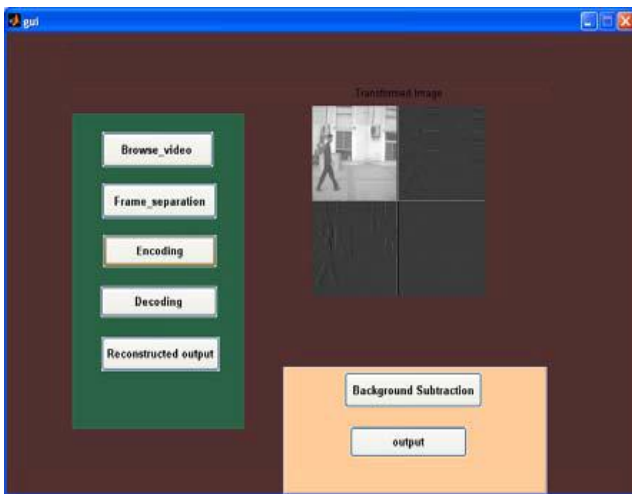 gui
Transformed Image
Browse_video
Frame_separation
Encoding
Decoding
Reconstructed output
Background Subtraction
output